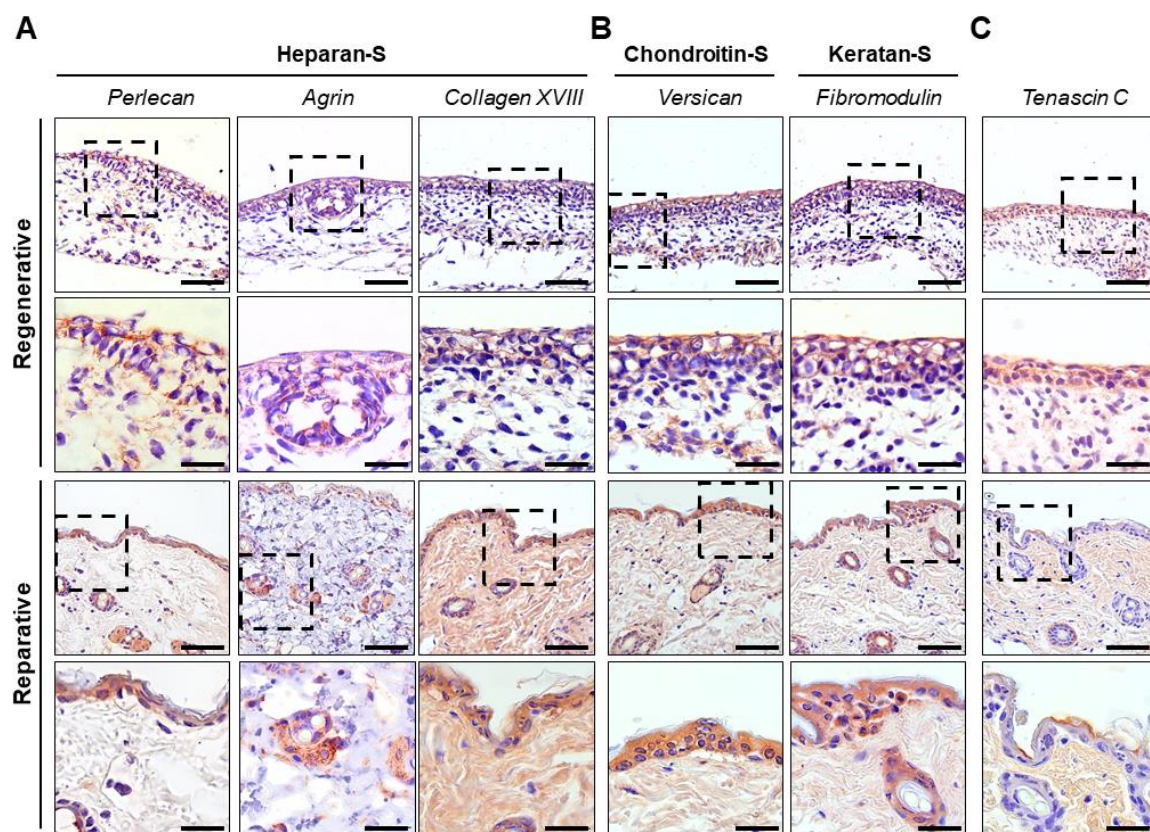 A
B
C
Heparan-S
Chondroitin-S
Keratan-S
Perlecan
Agrin
Collagen XVIII
Versican
Fibromodulin
Tenascin C
Regenerative
Reparative